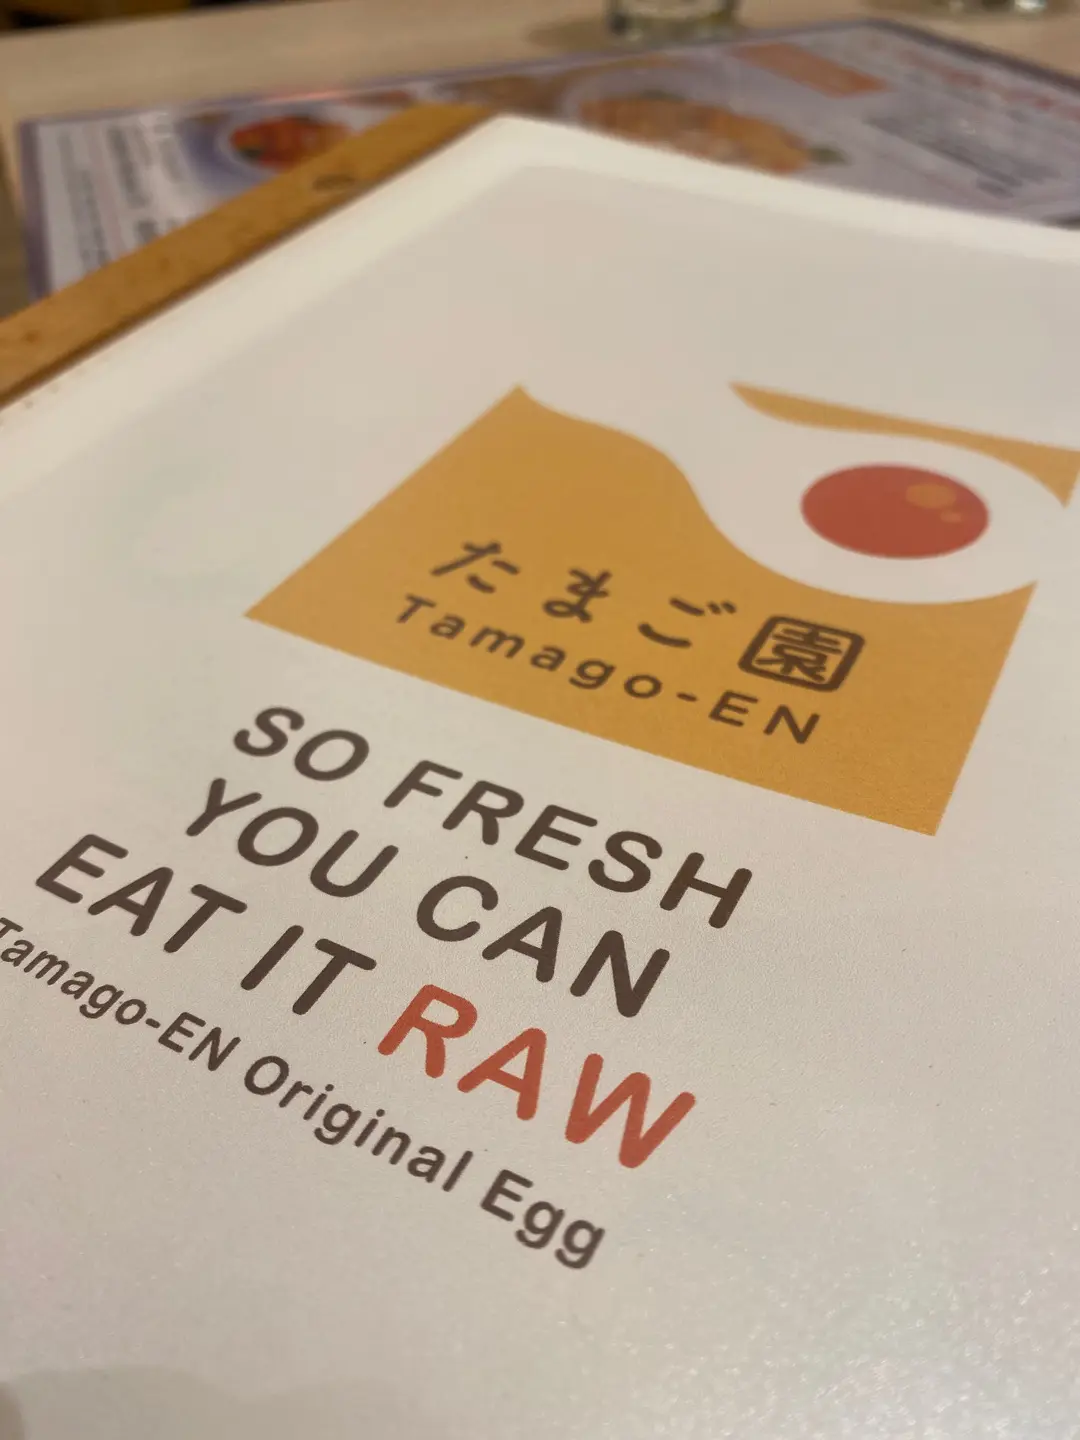 たまご園
Tamago-EN
SO FRESH
YOU CAN
EAT IT RAW
Tamago-EN Original Egg